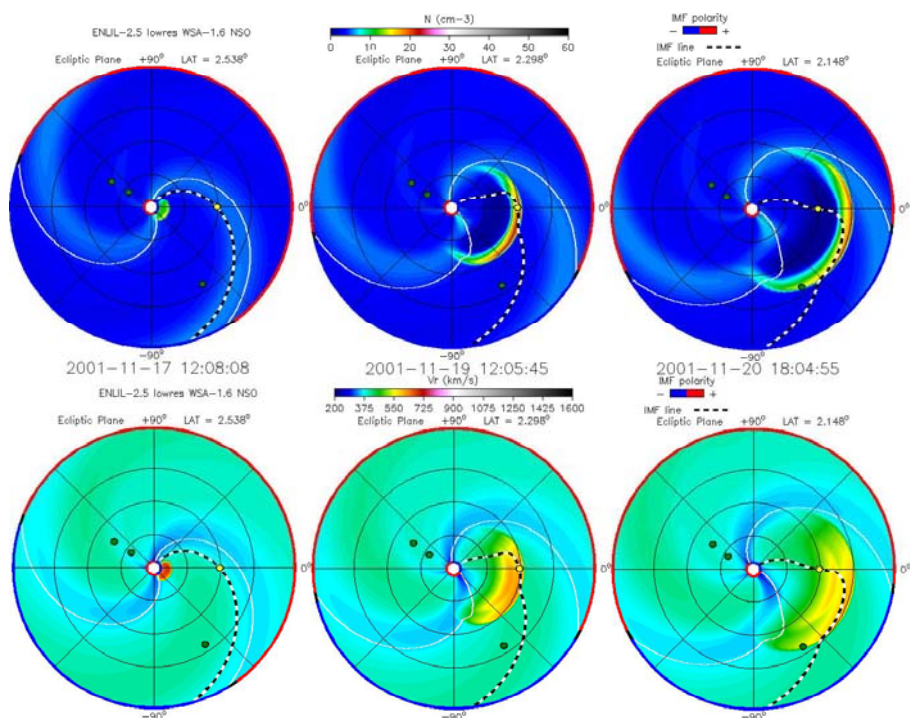 ENLIL-2.5 lowres WSA-1.6 NSO
N (cm-3)
IMF polarity
- +
0 10 20 30 40 50 60
IMF line
Ecliptic Plane +90° LAT = 2.538°
Ecliptic Plane +90° LAT = 2.298°
Ecliptic Plane +90° LAT = 2.148°
0°
0°
0°
-90°
-90°
-90°
2001-11-17 12:08:08
2001-11-19 12:05:45
2001-11-20 18:04:55
ENLIL-2.5 lowres WSA-1.6 NSO
Vr (km/s)
IMF polarity
- +
200 375 550 725 900 1075 1250 1425 1600
IMF line
Ecliptic Plane +90° LAT = 2.538°
Ecliptic Plane +90° LAT = 2.298°
Ecliptic Plane +90° LAT = 2.148°
0°
0°
0°
-90°
-90°
-90°